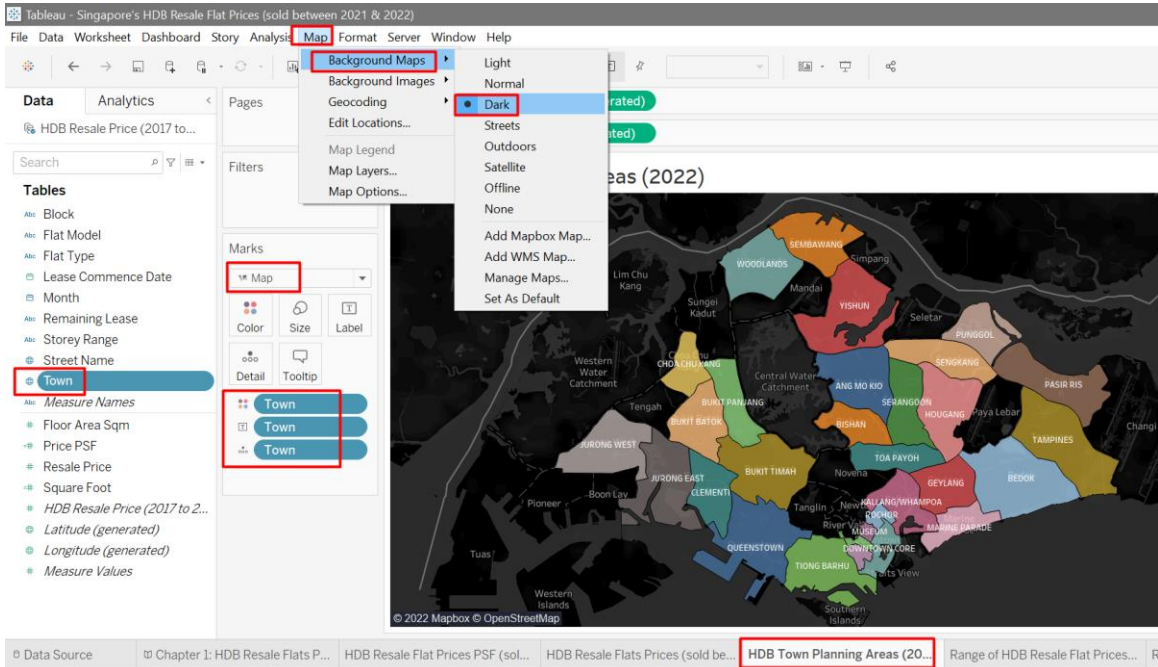 Tableau - Singapore's HDB Resale Flat Prices (sold between 2021 & 2022)
File Data Worksheet Dashboard Story Analysis Map Format Server Window Help
Data Analytics
HDB Resale Price (2017 to...
Search
Tables
Abc Block
Abc Flat Model
Abc Flat Type
Lease Commence Date
Month
Abc Remaining Lease
Abc Storey Range
Street Name
Town
Abc Measure Names
# Floor Area Sqm
=# Price PSF
# Resale Price
=# Square Foot
# HDB Resale Price (2017 to 2...
Latitude (generated)
Longitude (generated)
# Measure Values
Pages
Filters
Marks
Map
Color Size Label
Detail Tooltip
Town
Town
Town
Background Maps
Background Images
Geocoding
Edit Locations...
Map Legend
Map Layers...
Map Options...
Light
Normal
Dark
Streets
Outdoors
Satellite
Offline
None
Add Mapbox Map...
Add WMS Map...
Manage Maps...
Set As Default
eas (2022)
SEMBAWANG
Simpang
WOODLANDS
Lim Chu
Kang
Mandai
Sungei
Kadut
YISHUN
Seletar
PUNGGOL
Western
Water
Catchment
CHOA CHU KANG
Central Water
Catchment
SENGKANG
ANG MO KIO
PASIR RIS
Tengah
BUKIT PANJANG
SERANGOON
HOUGANG
Paya Lebar
BUKIT BATOK
BISHAN
Changi
JURONG WEST
TAMPINES
TOA PAYOH
BUKIT TIMAH
Novena
JURONG EAST
GEYLANG
BEDOK
Boon Lay
CLEMENTI
Pioneer
Tanglin
KALLANG/WHAMPOA
ROCHOR
MUSEUM
MARINE PARADE
QUEENSTOWN
DOWNTOWN CORE
Tuas
TIONG BARHU
Western
Islands
Southern
Islands
© 2022 Mapbox © OpenStreetMap
Data Source
Chapter 1: HDB Resale Flats P...
HDB Resale Flat Prices PSF (sol...
HDB Resale Flats Prices (sold be...
HDB Town Planning Areas (20...
Range of HDB Resale Flat Prices...